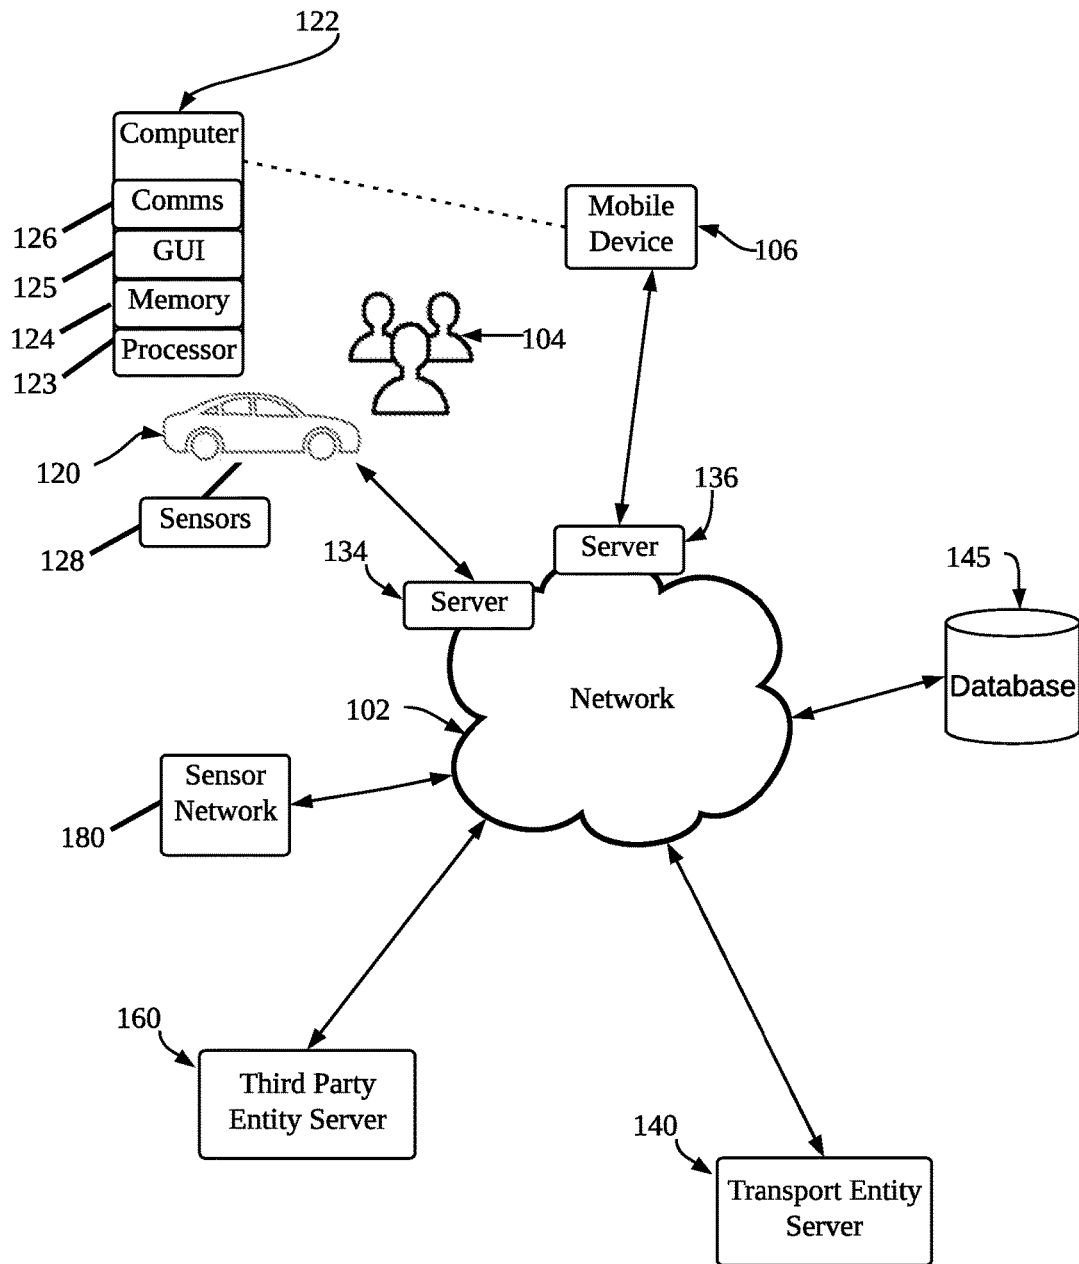 122
Computer
Comms
GUI
Memory
Processor
126
125
124
123
Mobile
Device
106
104
120
Sensors
128
134
Server
136
Server
145
Database
Network
102
Sensor
Network
180
160
Third Party
Entity Server
140
Transport Entity
Server